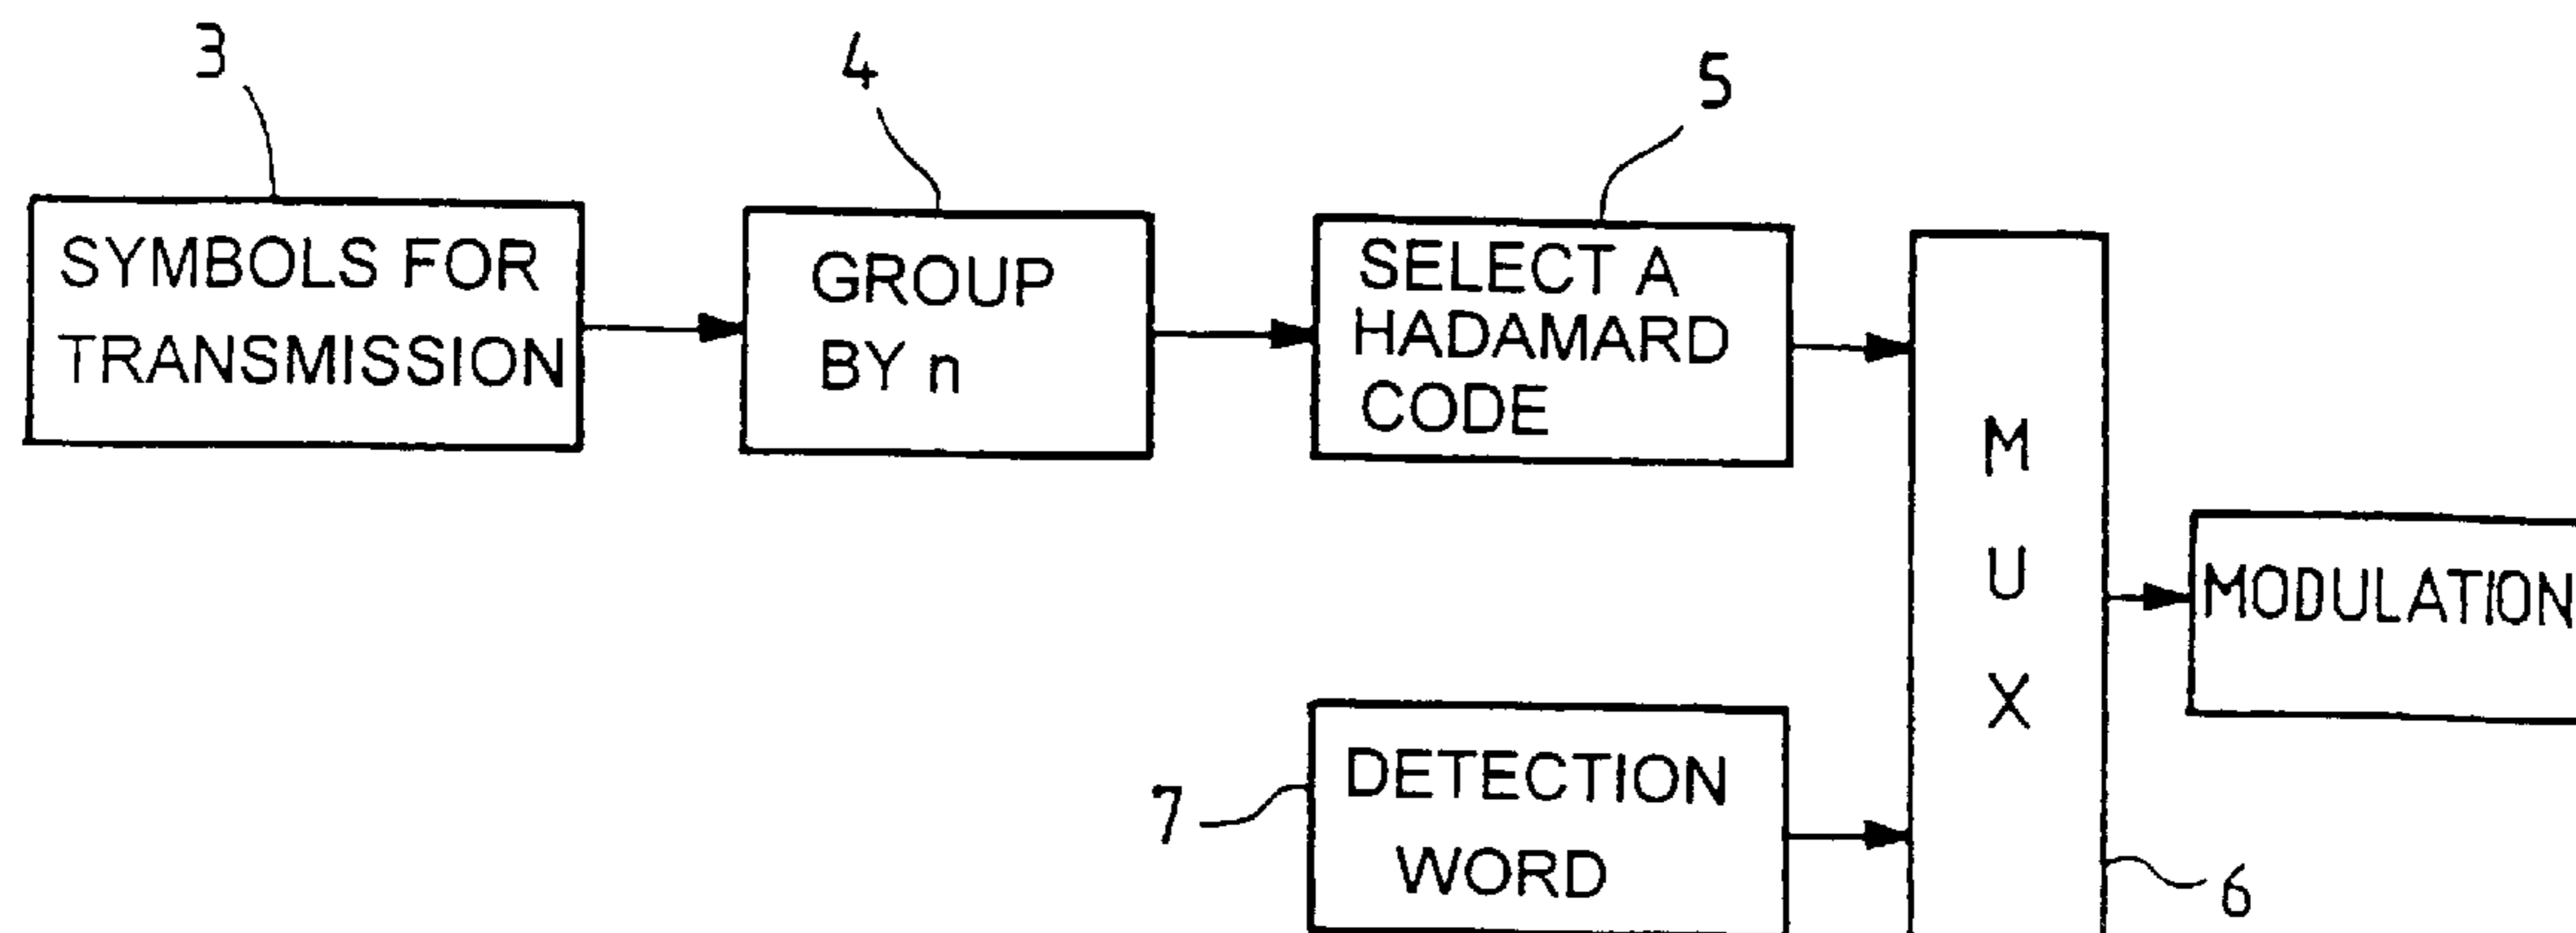 3
4
5
SYMBOLS FOR
TRANSMISSION
GROUP
BY n
SELECT A
HADAMARD
CODE
M
U
X
MODULATION
7
DETECTION
WORD
6